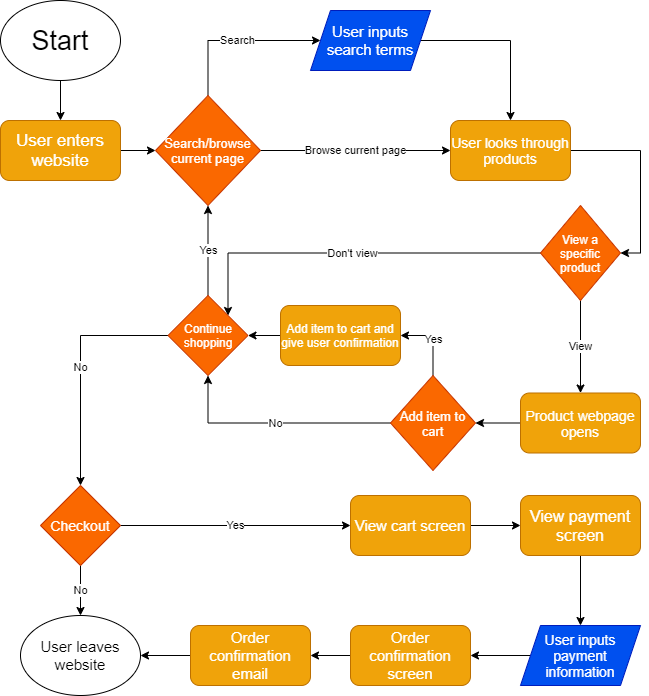 Start
User inputs
search terms
Search
User enters
website
Search/browse
current page
Browse current page
User looks through
products
View a
specific
product
Yes
Don't view
Continue
shopping
Add item to cart and
give user confirmation
Yes
View
No
Add item to
cart
No
Product webpage
opens
Checkout
Yes
View cart screen
View payment
screen
No
User leaves
website
Order
confirmation
email
Order
confirmation
screen
User inputs
payment
information